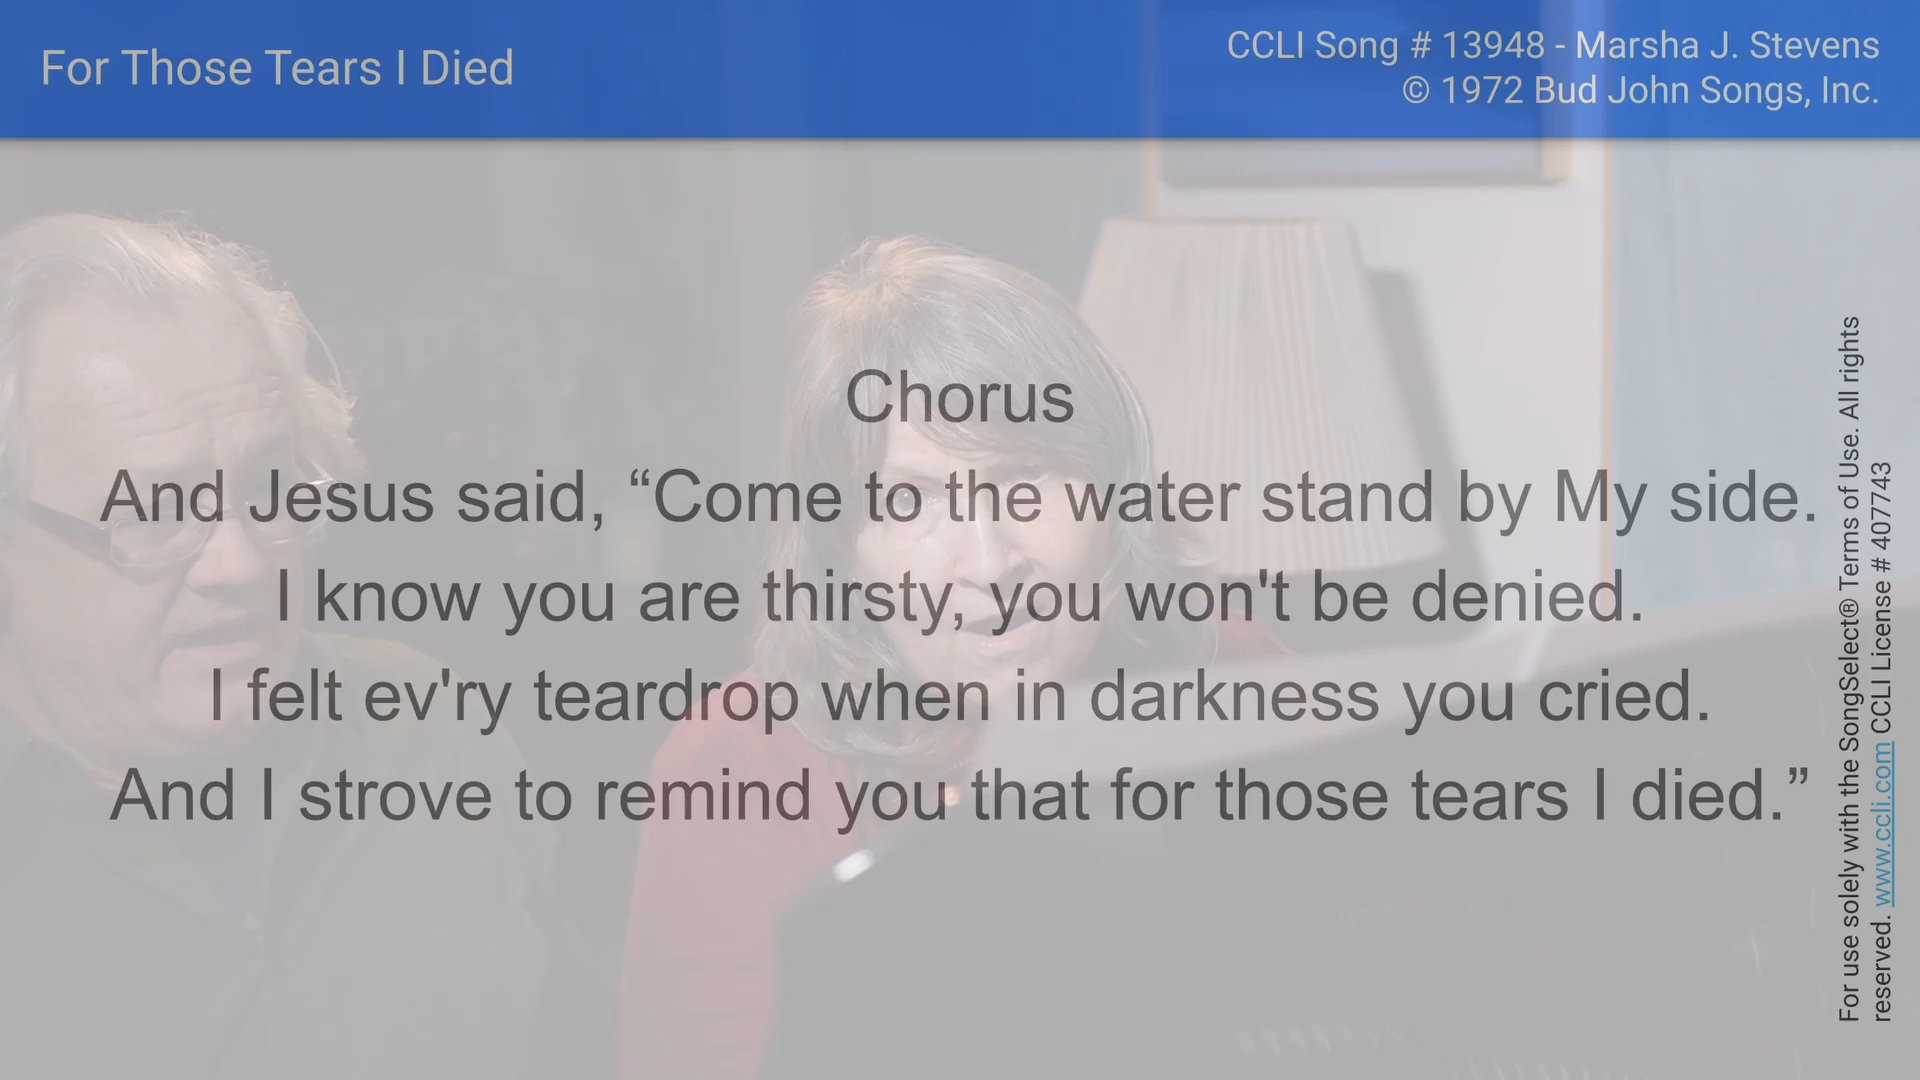 For Those Tears I Died
CCLI Song # 13948 - Marsha J. Stevens
© 1972 Bud John Songs, Inc.
Chorus
And Jesus said, “Come to the water stand by My side.
I know you are thirsty, you won't be denied.
I felt ev'ry teardrop when in darkness you cried.
And I strove to remind you that for those tears I died.”
For use solely with the SongSelect® Terms of Use. All rights
reserved. www.ccli.com CCLI License # 407743